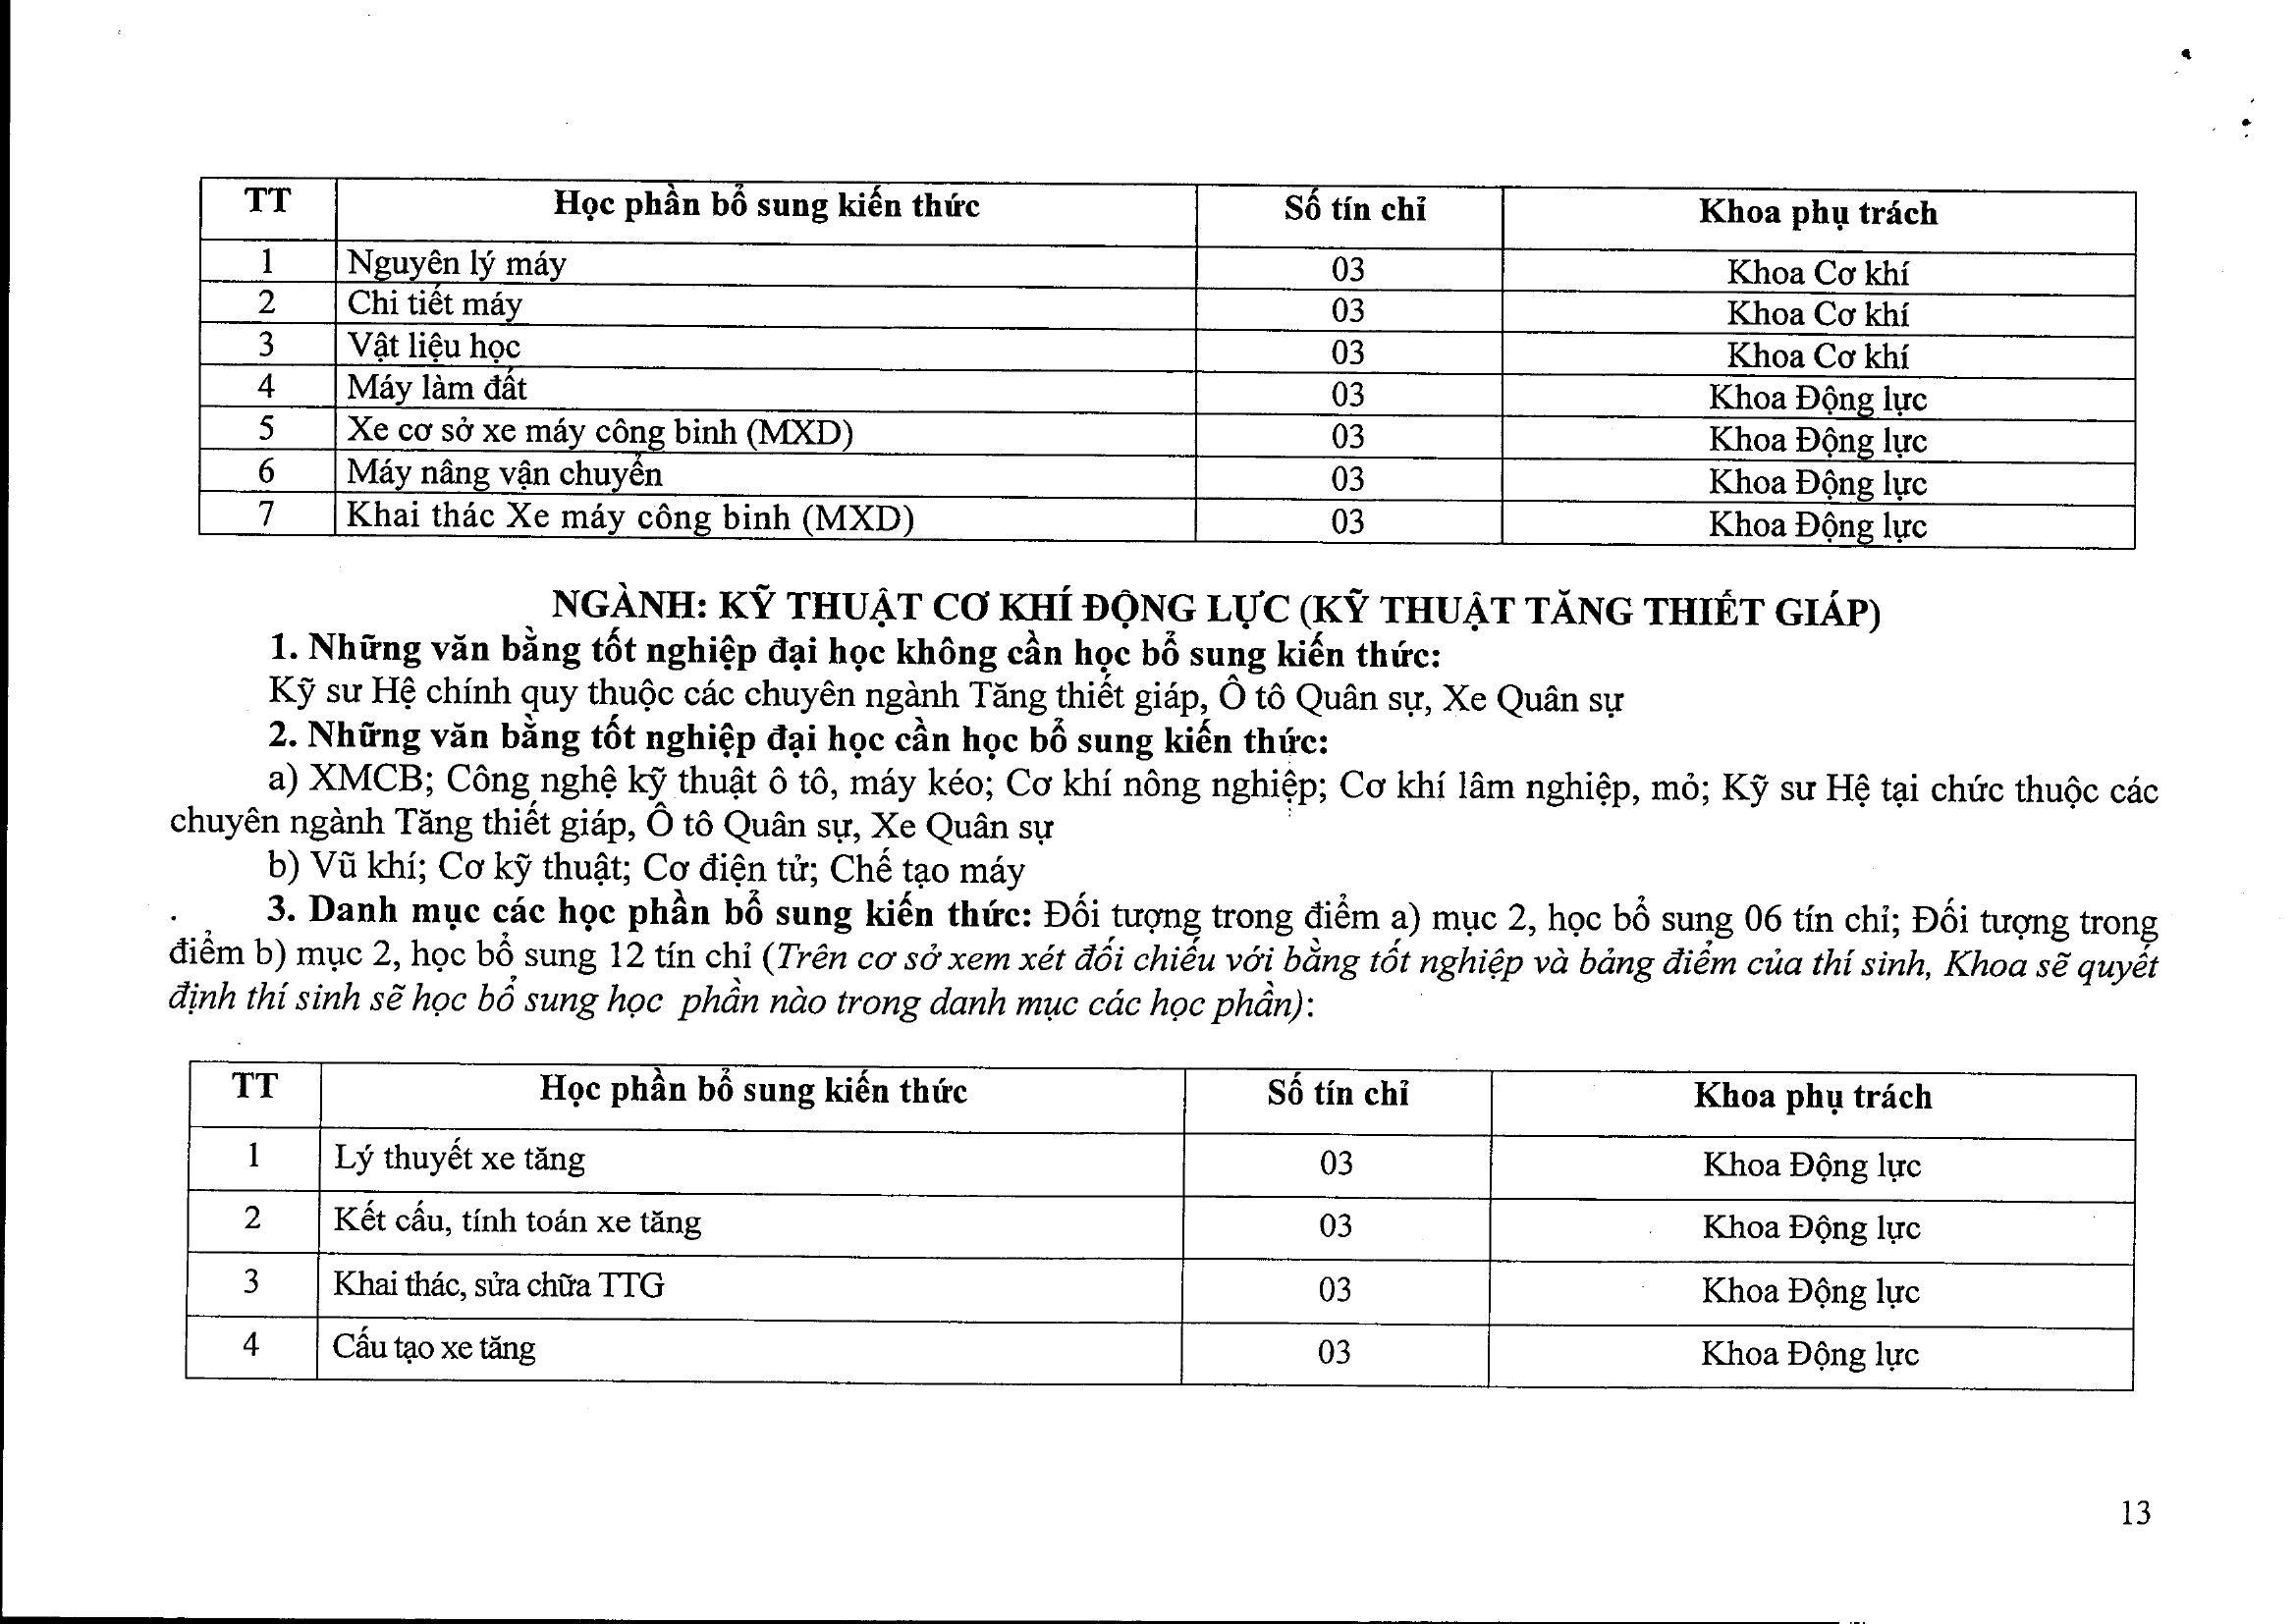 TT Học phần bổ sung kiến thức Số tín chỉ Khoa phụ trách
1 Nguyên lý máy 03 Khoa Cơ khí
2 Chi tiết máy 03 Khoa Cơ khí
3 Vật liệu học 03 Khoa Cơ khí
4 Máy làm đất 03 Khoa Động lực
5 Xe cơ sở xe máy công binh (MXD) 03 Khoa Động lực
6 Máy nâng vận chuyển 03 Khoa Động lực
7 Khai thác Xe máy công binh (MXD) 03 Khoa Động lực
NGÀNH: KỸ THUẬT CƠ KHÍ ĐỘNG LỰC (KỸ THUẬT TĂNG THIẾT GIÁP)
1. Những văn bằng tốt nghiệp đại học không cần học bổ sung kiến thức:
Kỹ sư Hệ chính quy thuộc các chuyên ngành Tăng thiết giáp, Ô tô Quân sự, Xe Quân sự
2. Những văn bằng tốt nghiệp đại học cần học bổ sung kiến thức:
a) XMCB; Công nghệ kỹ thuật ô tô, máy kéo; Cơ khí nông nghiệp; Cơ khí lâm nghiệp, mỏ; Kỹ sư Hệ tại chức thuộc các
chuyên ngành Tăng thiết giáp, Ô tô Quân sự, Xe Quân sự
b) Vũ khí; Cơ kỹ thuật; Cơ điện tử; Chế tạo máy
3. Danh mục các học phần bổ sung kiến thức: Đối tượng trong điểm a) mục 2, học bổ sung 06 tín chỉ; Đối tượng trong
điểm b) mục 2, học bổ sung 12 tín chỉ (Trên cơ sở xem xét đối chiếu với bằng tốt nghiệp và bảng điểm của thí sinh, Khoa sẽ quyết
định thí sinh sẽ học bổ sung học phần nào trong danh mục các học phần):
TT Học phần bổ sung kiến thức Số tín chỉ Khoa phụ trách
1 Lý thuyết xe tăng 03 Khoa Động lực
2 Kết cấu, tính toán xe tăng 03 Khoa Động lực
3 Khai thác, sửa chữa TTG 03 Khoa Động lực
4 Cấu tạo xe tăng 03 Khoa Động lực
13